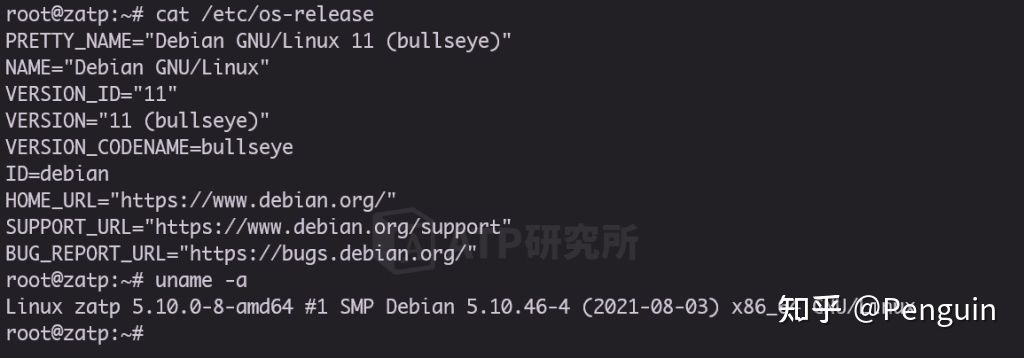 root@zatp:~# cat /etc/os-release
PRETTY_NAME="Debian GNU/Linux 11 (bullseye)"
NAME="Debian GNU/Linux"
VERSION_ID="11"
VERSION="11 (bullseye)"
VERSION_CODENAME=bullseye
ID=debian
HOME_URL="https://www.debian.org/"
SUPPORT_URL="https://www.debian.org/support"
BUG_REPORT_URL="https://bugs.debian.org/"
ATP研究所
root@zatp:~# uname -a
Linux zatp 5.10.0-8-amd64 #1 SMP Debian 5.10.46-4 (2021-08-03) x86_64 GNU/Linux
知乎 @Penguin
root@zatp:~#